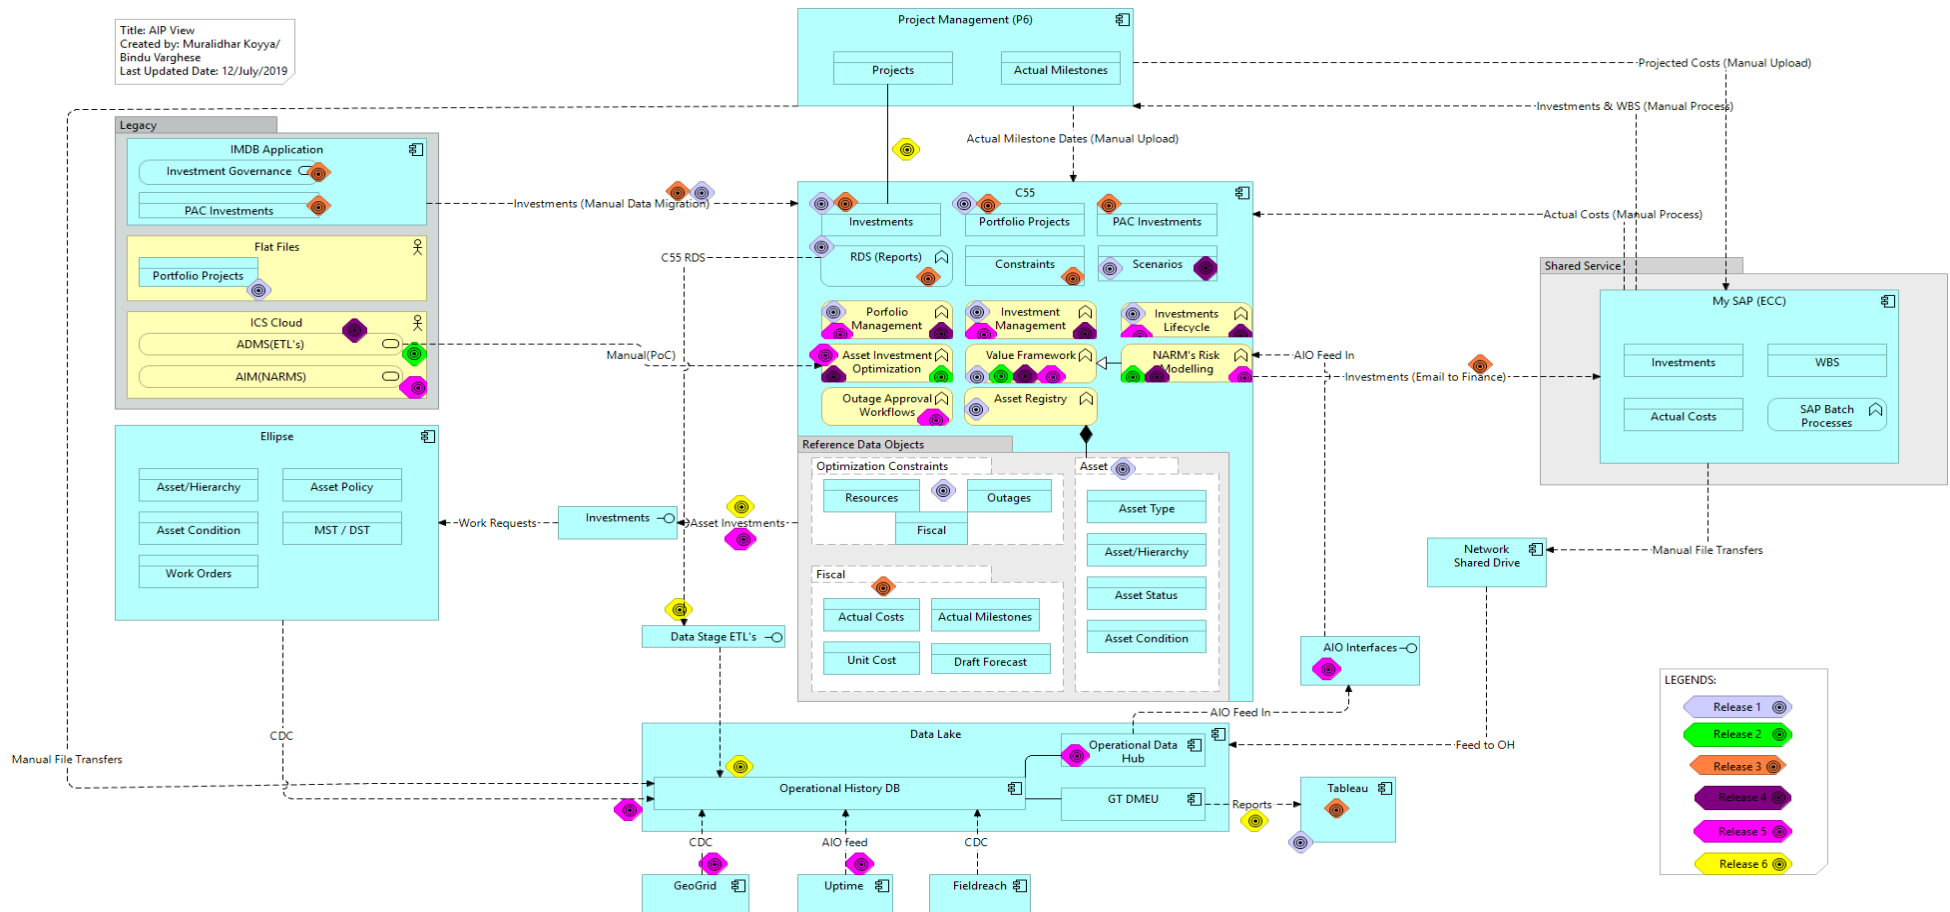 Title: AIP View
Created by: Muralidhar Koyya/
Bindu Varghese
Last Updated Date: 12/July/2019
Project Management (P6)
Projects
Actual Milestones
Projected Costs (Manual Upload)
Investments & WBS (Manual Process)
Actual Milestone Dates (Manual Upload)
Legacy
IMDB Application
Investment Governance
PAC Investments
Flat Files
Portfolio Projects
ICS Cloud
ADMS(ETL's)
AIM(NARMS)
Investments (Manual Data Migration)
C55 RDS
Manual(PoC)
C55
Investments
Portfolio Projects
PAC Investments
RDS (Reports)
Constraints
Scenarios
Porfolio
Management
Investment
Management
Investments
Lifecycle
Asset Investment
Optimization
Value Framework
NARM's Risk
Modelling
Outage Approval
Workflows
Asset Registry
Actual Costs (Manual Process)
AIO Feed In
Investments (Email to Finance)
Shared Service
My SAP (ECC)
Investments
WBS
Actual Costs
SAP Batch
Processes
Reference Data Objects
Optimization Constraints
Resources
Outages
Fiscal
Asset
Asset Type
Asset/Hierarchy
Asset Status
Asset Condition
Fiscal
Actual Costs
Actual Milestones
Unit Cost
Draft Forecast
Ellipse
Asset/Hierarchy
Asset Policy
Asset Condition
MST / DST
Work Orders
Work Requests
Investments
Asset Investments
Data Stage ETL's
Network
Shared Drive
Manual File Transfers
AIO Interfaces
AIO Feed In
Feed to OH
CDC
Manual File Transfers
Data Lake
Operational Data
Hub
Operational History DB
GT DMEU
Reports
Tableau
CDC
AIO feed
CDC
GeoGrid
Uptime
Fieldreach
LEGENDS:
Release 1
Release 2
Release 3
Release 4
Release 5
Release 6